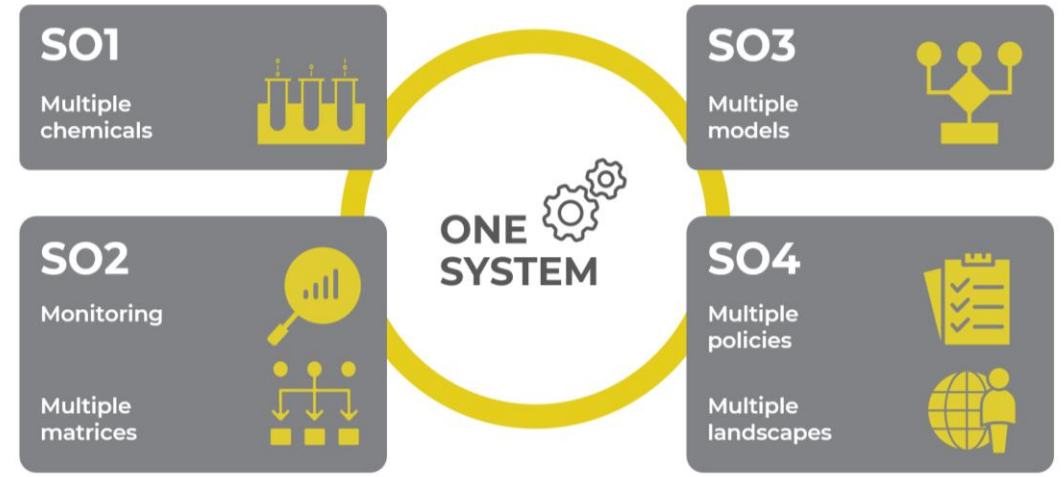 SO1
Multiple
chemicals
SO2
Monitoring
Multiple
matrices
ONE
SYSTEM
SO3
Multiple
models
SO4
Multiple
policies
Multiple
landscapes